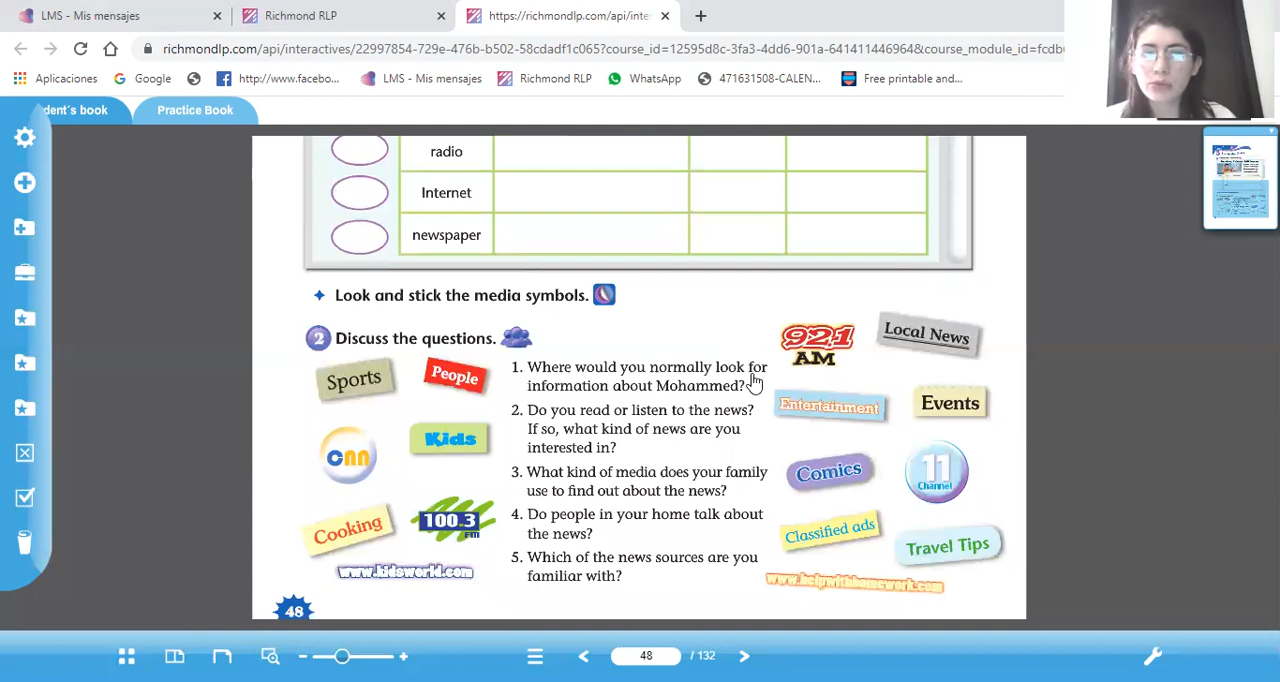 LMS - Mis mensajes
Richmond RLP
https://richmondlp.com/api/inte
richmondlp.com/api/interactives/22997854-729e-476b-b502-58cdadf1c065?course_id=12595d8c-3fa3-4dd6-901a-641411446964&course_module_id=fcdb
Aplicaciones
Google
http://www.facebo...
LMS - Mis mensajes
Richmond RLP
WhatsApp
471631508-CALEN...
Free printable and...
dent's book
Practice Book
radio
Internet
newspaper
Look and stick the media symbols.
2 Discuss the questions.
Sports
People
CNN
Kids
Cooking
100.3 FM
www.kidsworld.com
1. Where would you normally look for
information about Mohammed?
2. Do you read or listen to the news?
If so, what kind of news are you
interested in?
3. What kind of media does your family
use to find out about the news?
4. Do people in your home talk about
the news?
5. Which of the news sources are you
familiar with?
92.1
AM
Local News
Entertainment
Events
Comics
11
Channel
Classified ads
Travel Tips
www.helpwithhomework.com
48
48
/ 132